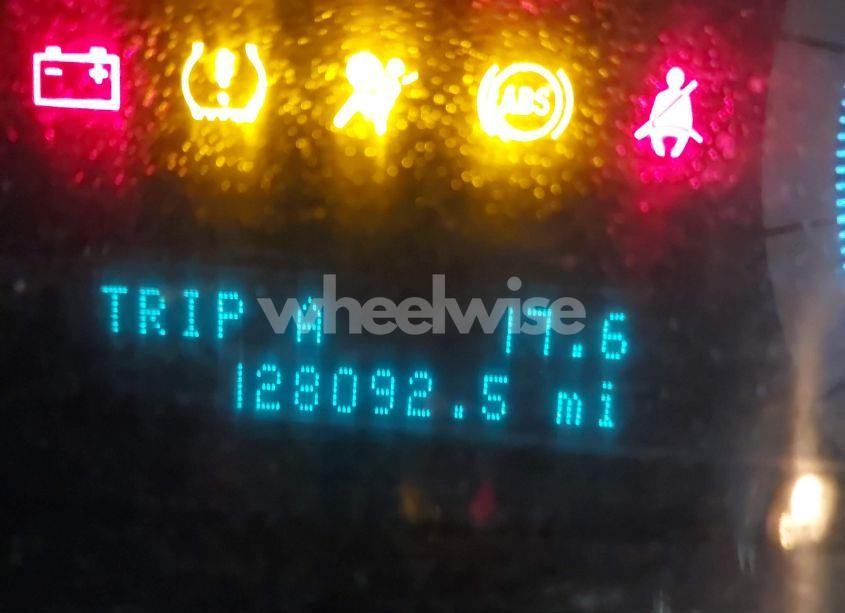 ABS
wheelwise
TRIP A 17.6
128092.5 mi